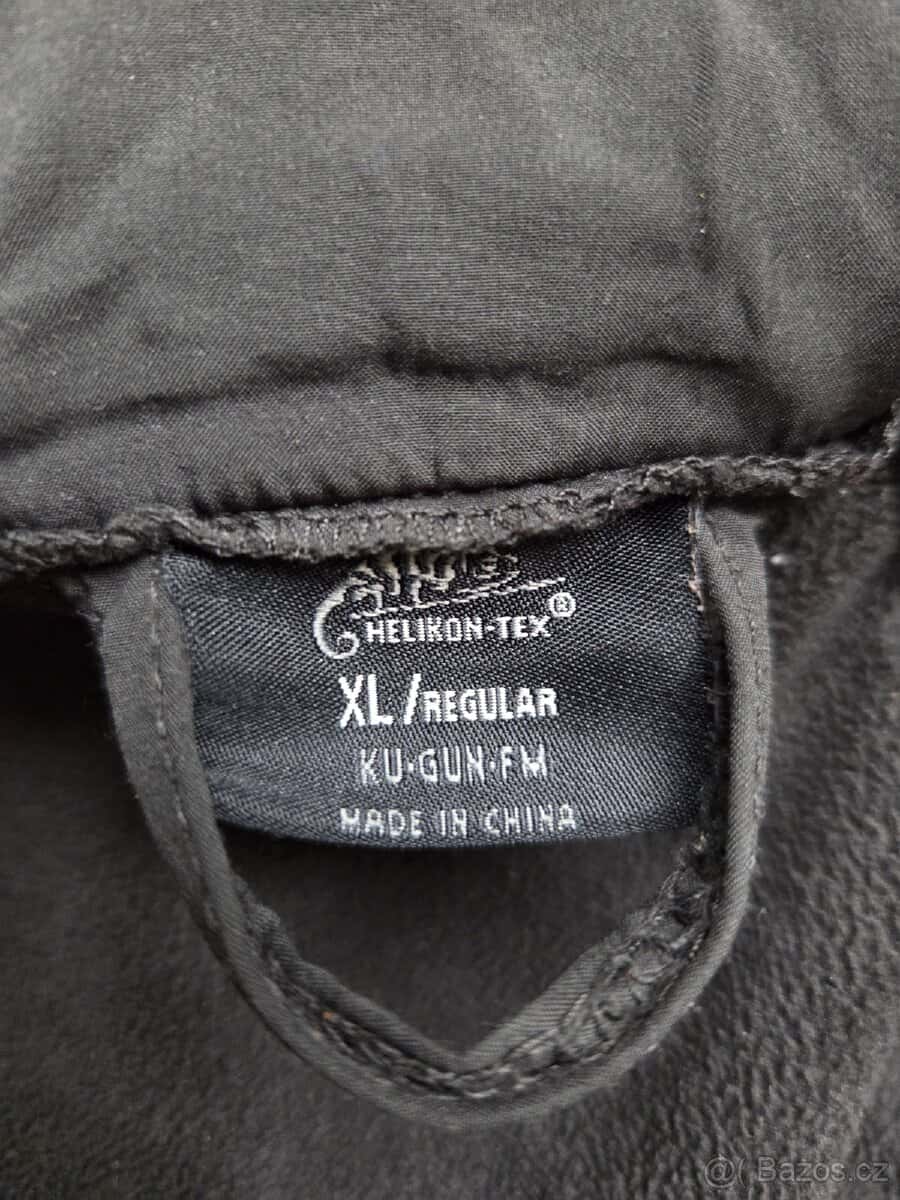 HELIKON-TEX®
XL/REGULAR
KU·GUN·FM
MADE IN CHINA
@( Bazos.cz